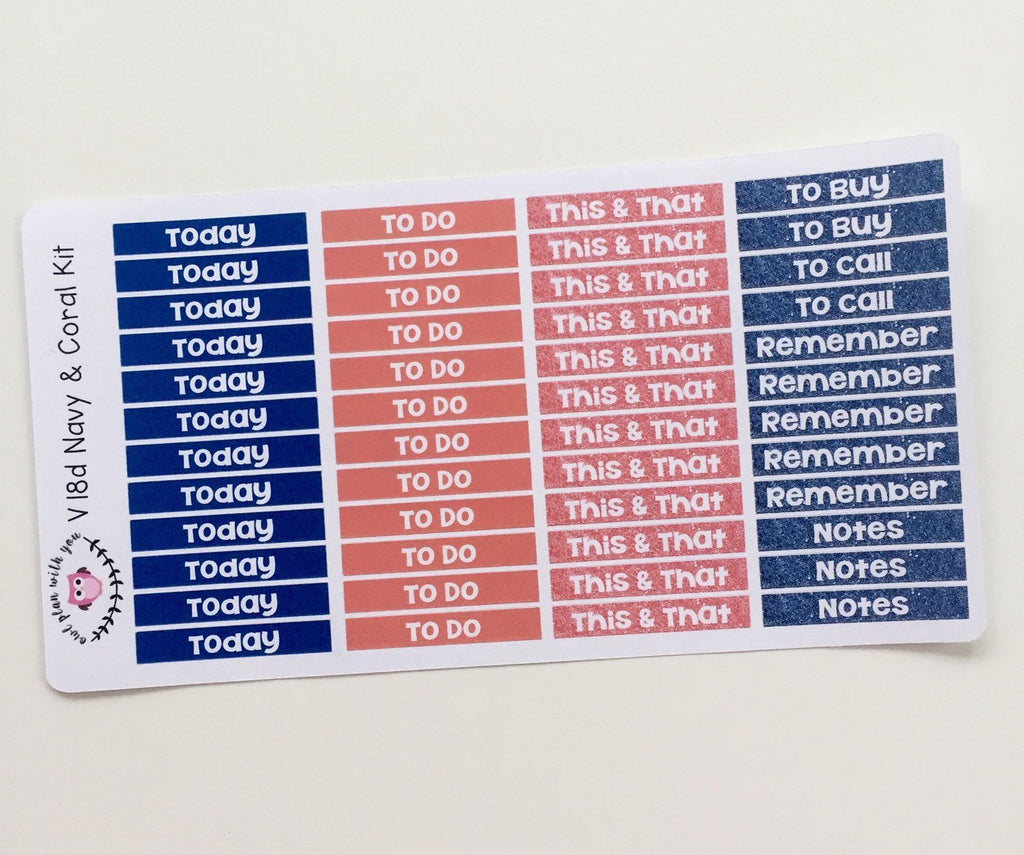 V18d Navy & Coral Kit
owl plan with you
Today
Today
Today
Today
Today
Today
Today
Today
Today
Today
Today
Today
TO DO
TO DO
TO DO
TO DO
TO DO
TO DO
TO DO
TO DO
TO DO
TO DO
TO DO
TO DO
This & That
This & That
This & That
This & That
This & That
This & That
This & That
This & That
This & That
This & That
This & That
This & That
To Buy
To Buy
To Call
To Call
Remember
Remember
Remember
Remember
Remember
Notes
Notes
Notes